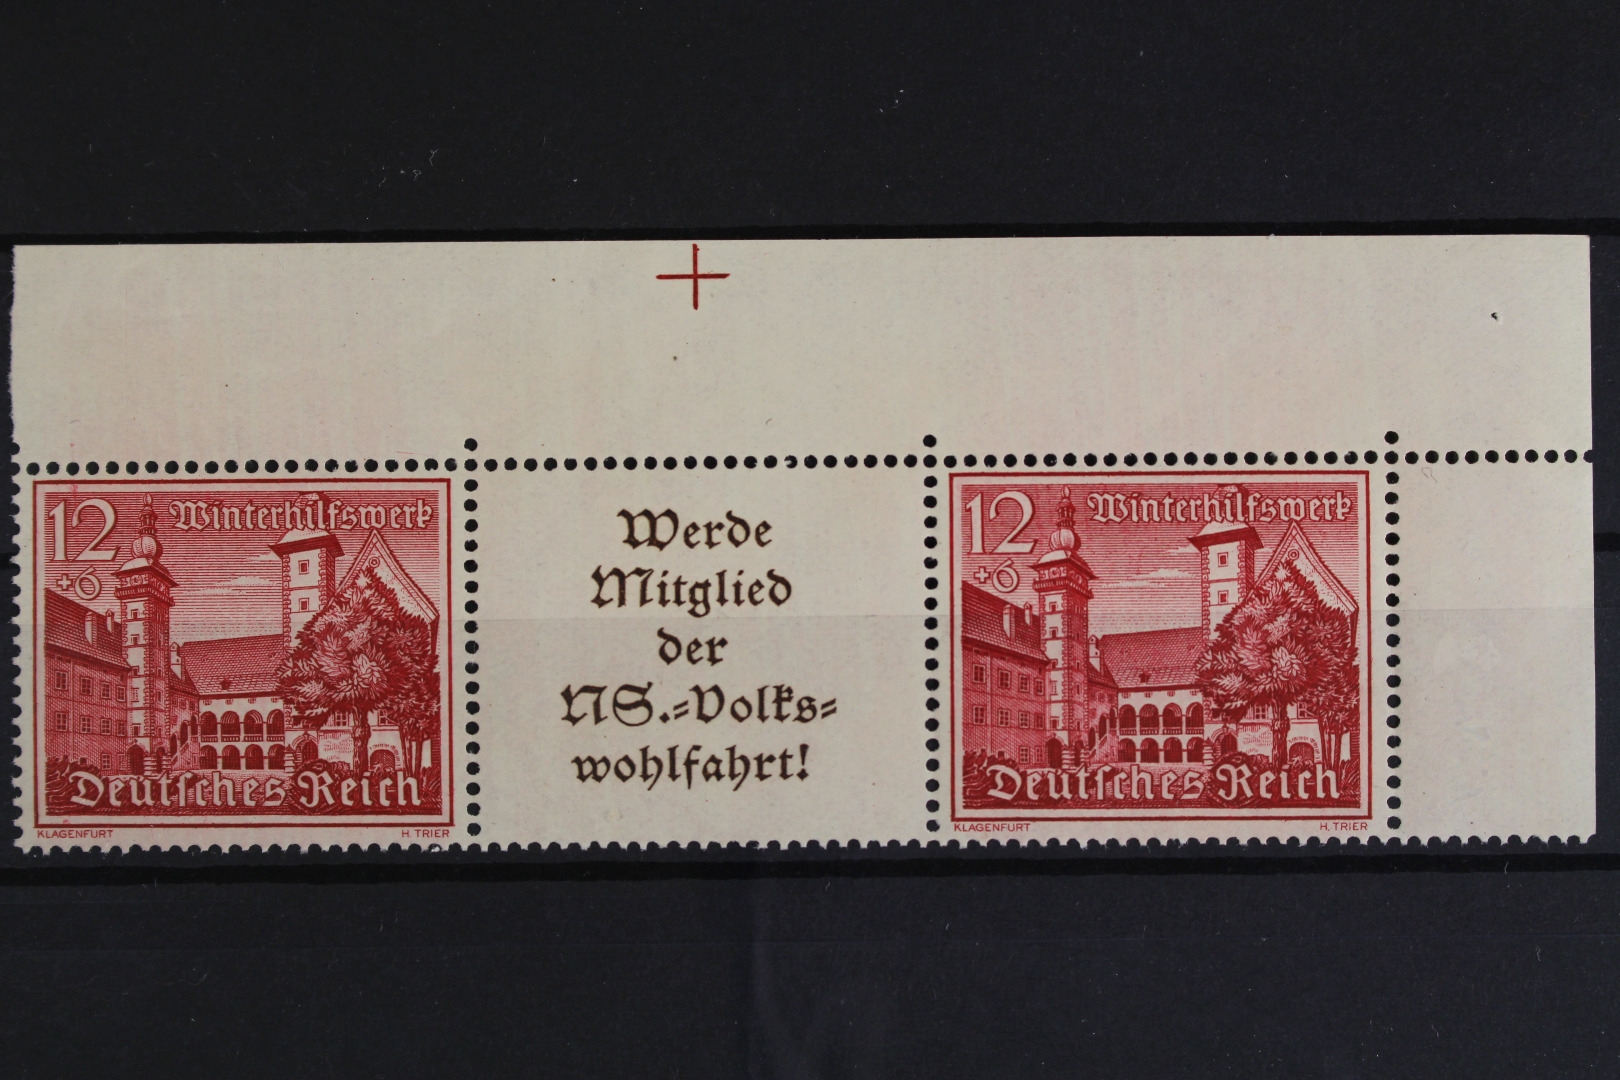 12 Winterhilfswerk
+6
Deutsches Reich
KLAGENFURT H. TRIER
Werde
Mitglied
der
NS.=Volks=
wohlfahrt!
12 Winterhilfswerk
+6
Deutsches Reich
KLAGENFURT H. TRIER